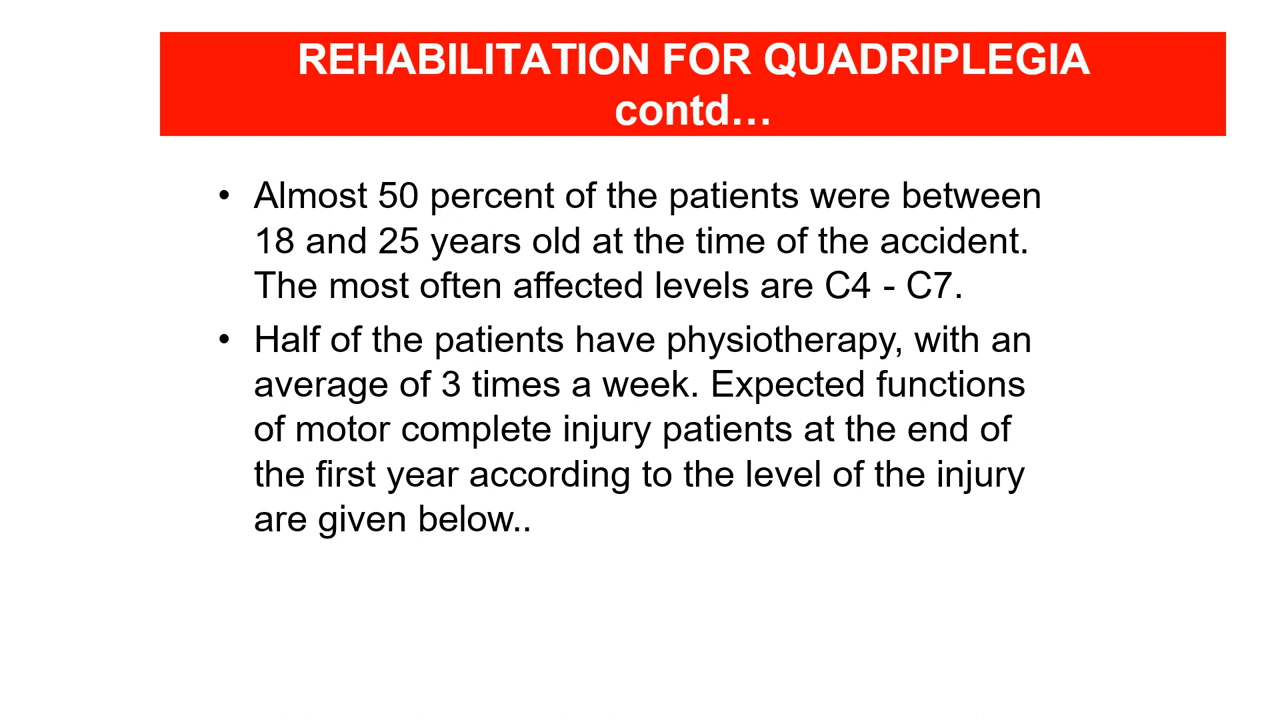 REHABILITATION FOR QUADRIPLEGIA
contd…
• Almost 50 percent of the patients were between
18 and 25 years old at the time of the accident.
The most often affected levels are C4 - C7.
• Half of the patients have physiotherapy, with an
average of 3 times a week. Expected functions
of motor complete injury patients at the end of
the first year according to the level of the injury
are given below..